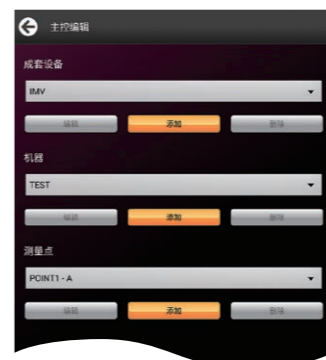 主控编辑
成套设备
IMV
编辑 添加 删除
机器
TEST
编辑 添加 删除
测量点
POINT1 - A
编辑 添加 删除